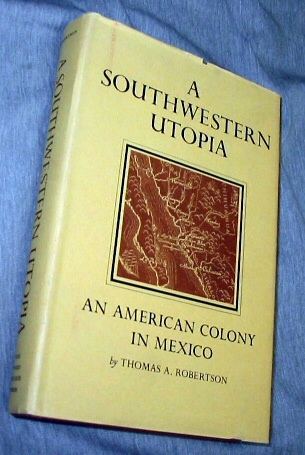 A
SOUTHWESTERN
UTOPIA
AN AMERICAN COLONY
IN MEXICO
by THOMAS A. ROBERTSON
A SOUTHWESTERN UTOPIA